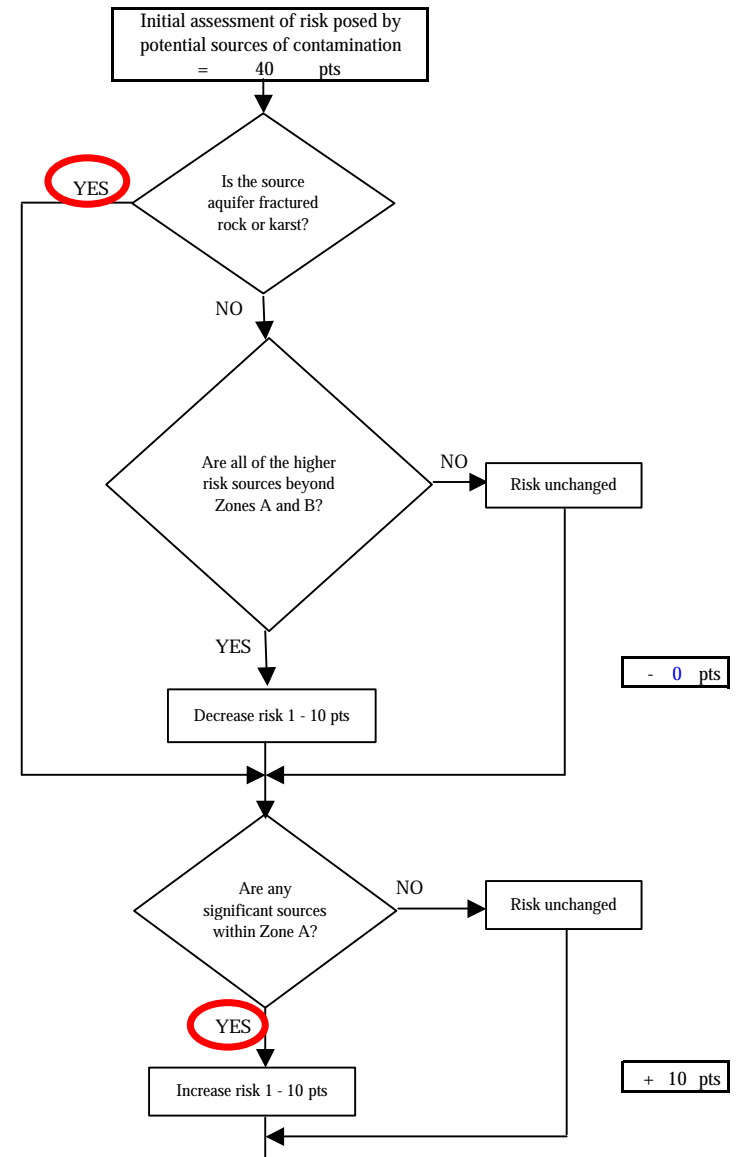 Initial assessment of risk posed by
potential sources of contamination
= 40 pts
YES
Is the source
aquifer fractured
rock or karst?
NO
Are all of the higher
risk sources beyond
Zones A and B?
NO
Risk unchanged
YES
- 0 pts
Decrease risk 1 - 10 pts
Are any
significant sources
within Zone A?
NO
Risk unchanged
YES
+ 10 pts
Increase risk 1 - 10 pts